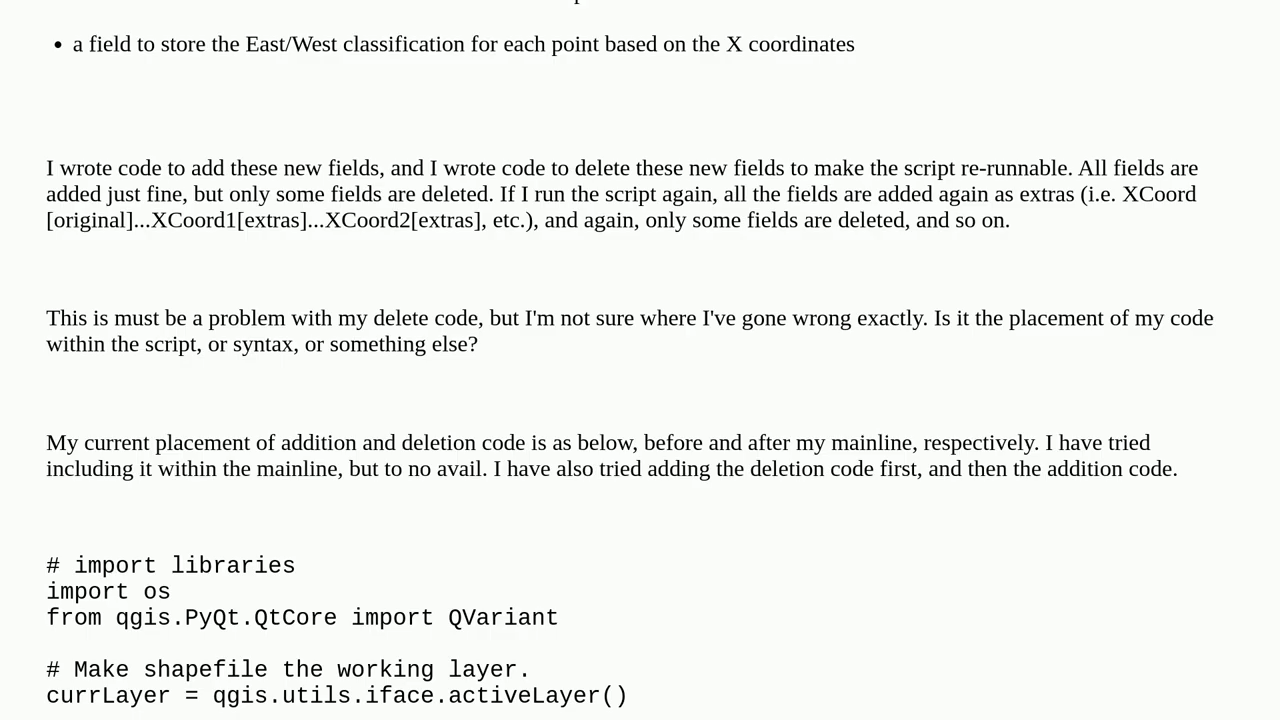 • a field to store the East/West classification for each point based on the X coordinates
I wrote code to add these new fields, and I wrote code to delete these new fields to make the script re-runnable. All fields are
added just fine, but only some fields are deleted. If I run the script again, all the fields are added again as extras (i.e. XCoord
[original]...XCoord1[extras]...XCoord2[extras], etc.), and again, only some fields are deleted, and so on.
This is must be a problem with my delete code, but I'm not sure where I've gone wrong exactly. Is it the placement of my code
within the script, or syntax, or something else?
My current placement of addition and deletion code is as below, before and after my mainline, respectively. I have tried
including it within the mainline, but to no avail. I have also tried adding the deletion code first, and then the addition code.
# import libraries
import os
from qgis.PyQt.QtCore import QVariant
# Make shapefile the working layer.
currLayer = qgis.utils.iface.activeLayer()